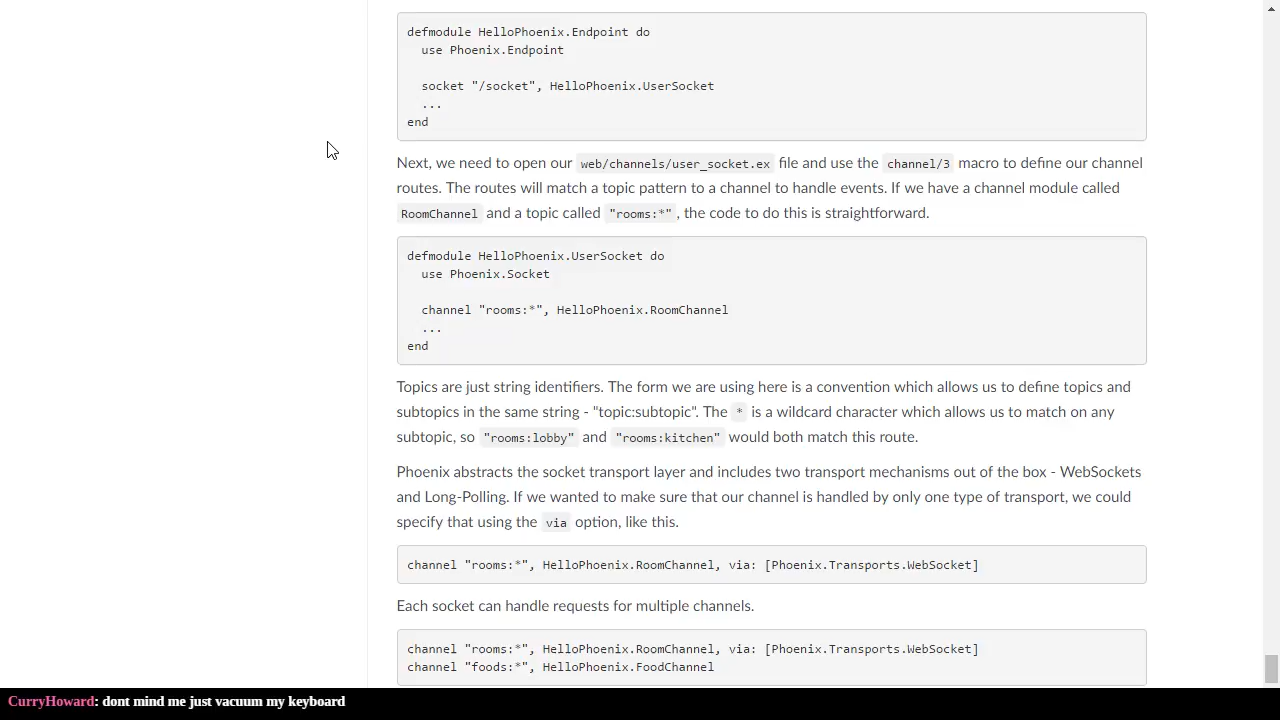 defmodule HelloPhoenix.Endpoint do
  use Phoenix.Endpoint

  socket "/socket", HelloPhoenix.UserSocket
  ...
end
Next, we need to open our web/channels/user_socket.ex file and use the channel/3 macro to define our channel
routes. The routes will match a topic pattern to a channel to handle events. If we have a channel module called
RoomChannel and a topic called "rooms:*", the code to do this is straightforward.
defmodule HelloPhoenix.UserSocket do
  use Phoenix.Socket

  channel "rooms:*", HelloPhoenix.RoomChannel
  ...
end
Topics are just string identifiers. The form we are using here is a convention which allows us to define topics and
subtopics in the same string - "topic:subtopic". The * is a wildcard character which allows us to match on any
subtopic, so "rooms:lobby" and "rooms:kitchen" would both match this route.
Phoenix abstracts the socket transport layer and includes two transport mechanisms out of the box - WebSockets
and Long-Polling. If we wanted to make sure that our channel is handled by only one type of transport, we could
specify that using the via option, like this.
channel "rooms:*", HelloPhoenix.RoomChannel, via: [Phoenix.Transports.WebSocket]
Each socket can handle requests for multiple channels.
channel "rooms:*", HelloPhoenix.RoomChannel, via: [Phoenix.Transports.WebSocket]
channel "foods:*", HelloPhoenix.FoodChannel
CurryHoward: dont mind me just vacuum my keyboard